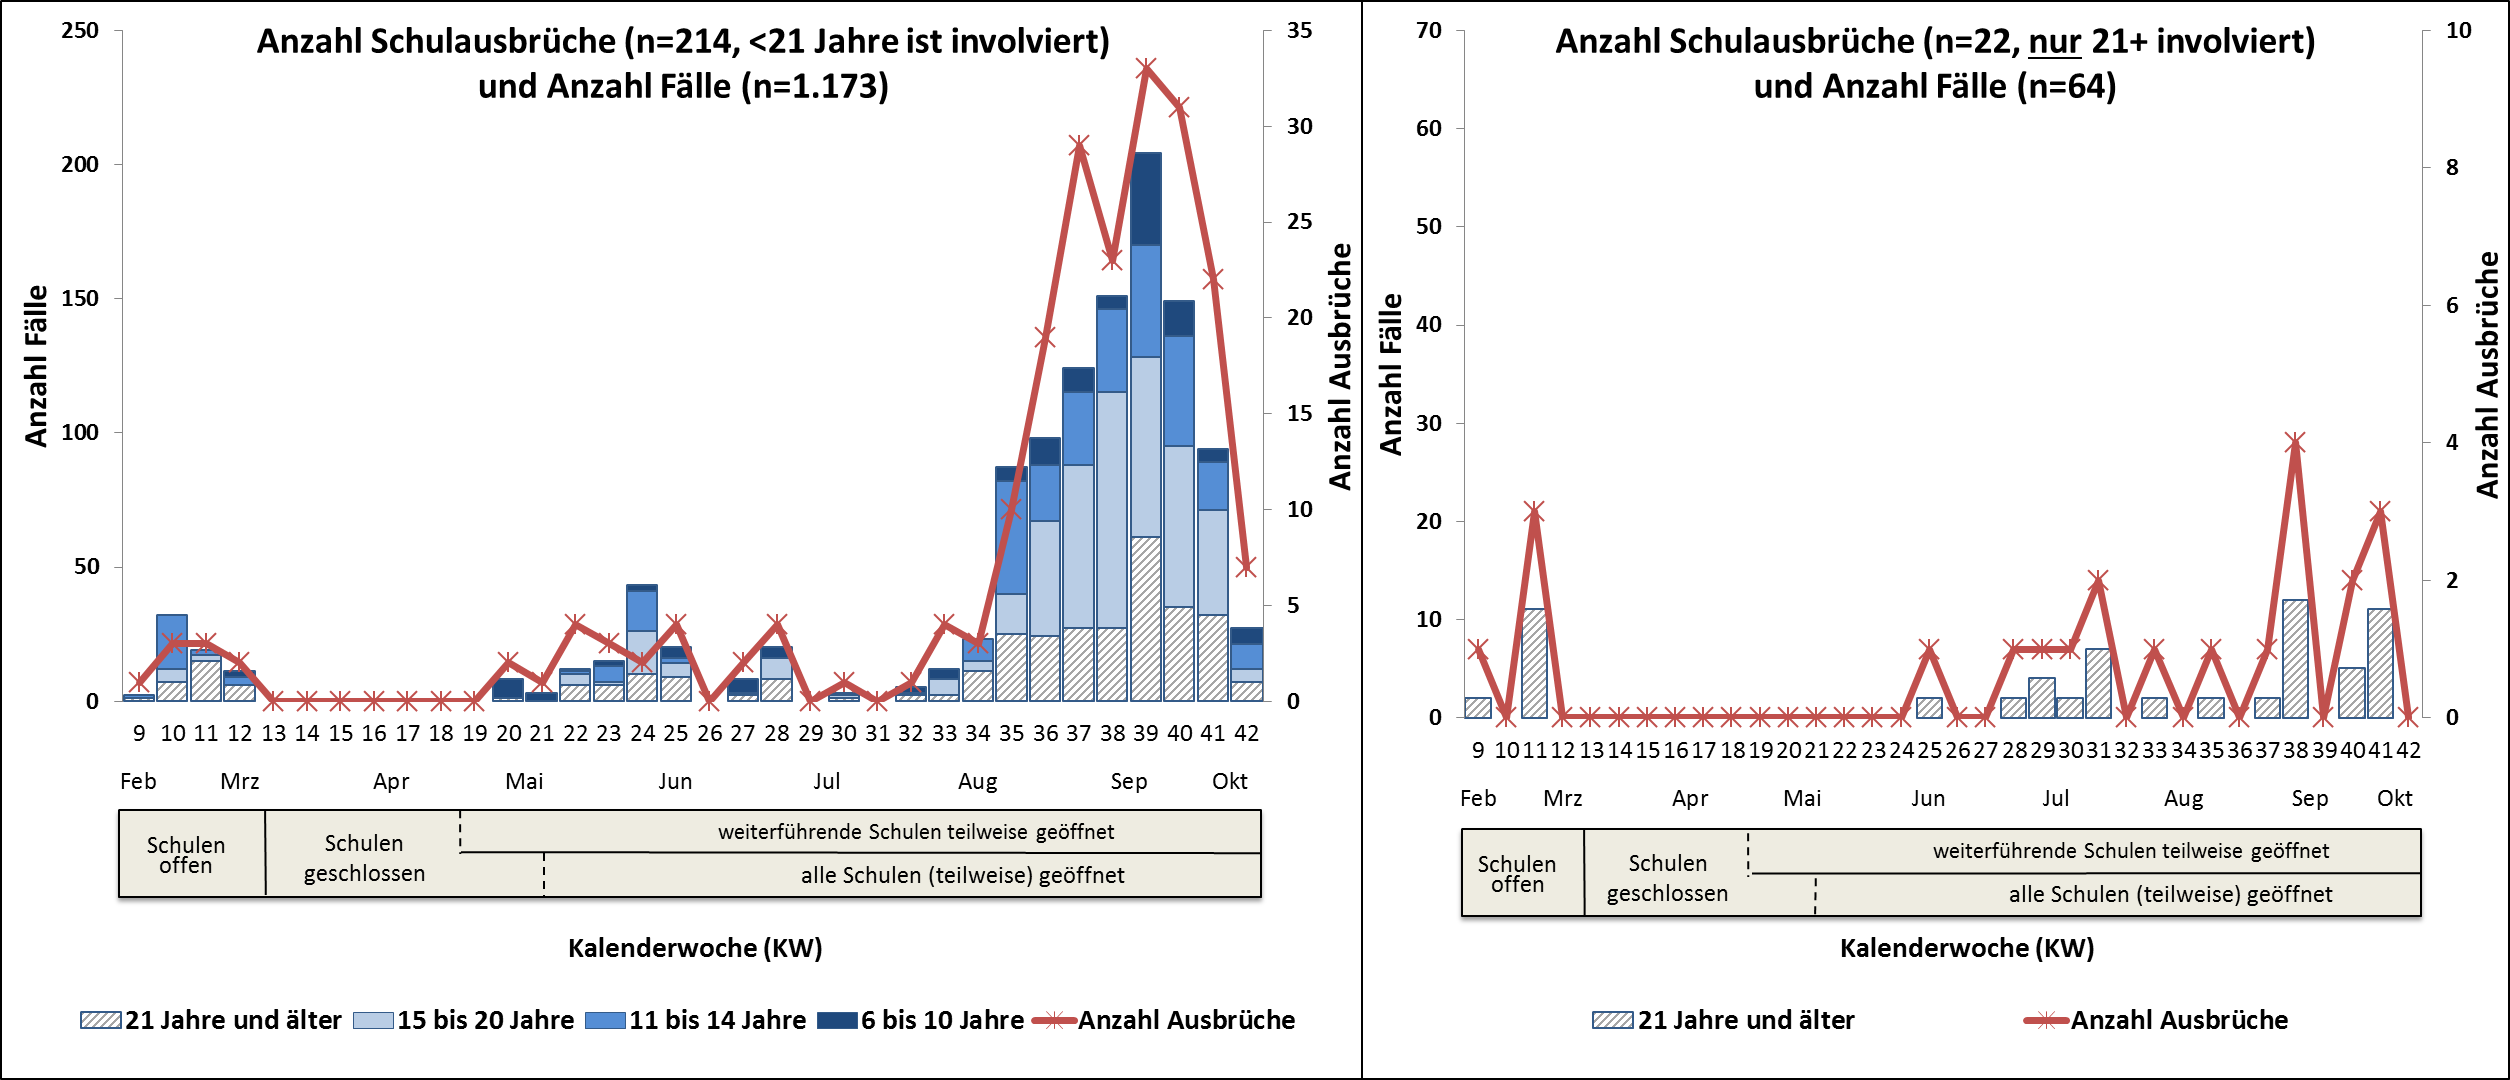 Anzahl Schulausbrüche (n=214, <21 Jahre ist involviert)
und Anzahl Fälle (n=1.173)
250
200
150
100
50
0
Anzahl Fälle
35
30
25
20
15
10
5
0
Anzahl Ausbrüche
9 10 11 12 13 14 15 16 17 18 19 20 21 22 23 24 25 26 27 28 29 30 31 32 33 34 35 36 37 38 39 40 41 42
Feb Mrz Apr Mai Jun Jul Aug Sep Okt
Schulen
offen
Schulen
geschlossen
weiterführende Schulen teilweise geöffnet
alle Schulen (teilweise) geöffnet
Kalenderwoche (KW)
21 Jahre und älter 15 bis 20 Jahre 11 bis 14 Jahre 6 bis 10 Jahre Anzahl Ausbrüche
Anzahl Schulausbrüche (n=22, nur 21+ involviert)
und Anzahl Fälle (n=64)
70
60
50
40
30
20
10
0
Anzahl Fälle
10
8
6
4
2
0
Anzahl Ausbrüche
9 10 11 12 13 14 15 16 17 18 19 20 21 22 23 24 25 26 27 28 29 30 31 32 33 34 35 36 37 38 39 40 41 42
Feb Mrz Apr Mai Jun Jul Aug Sep Okt
Schulen
offen
Schulen
geschlossen
weiterführende Schulen teilweise geöffnet
alle Schulen (teilweise) geöffnet
Kalenderwoche (KW)
21 Jahre und älter Anzahl Ausbrüche